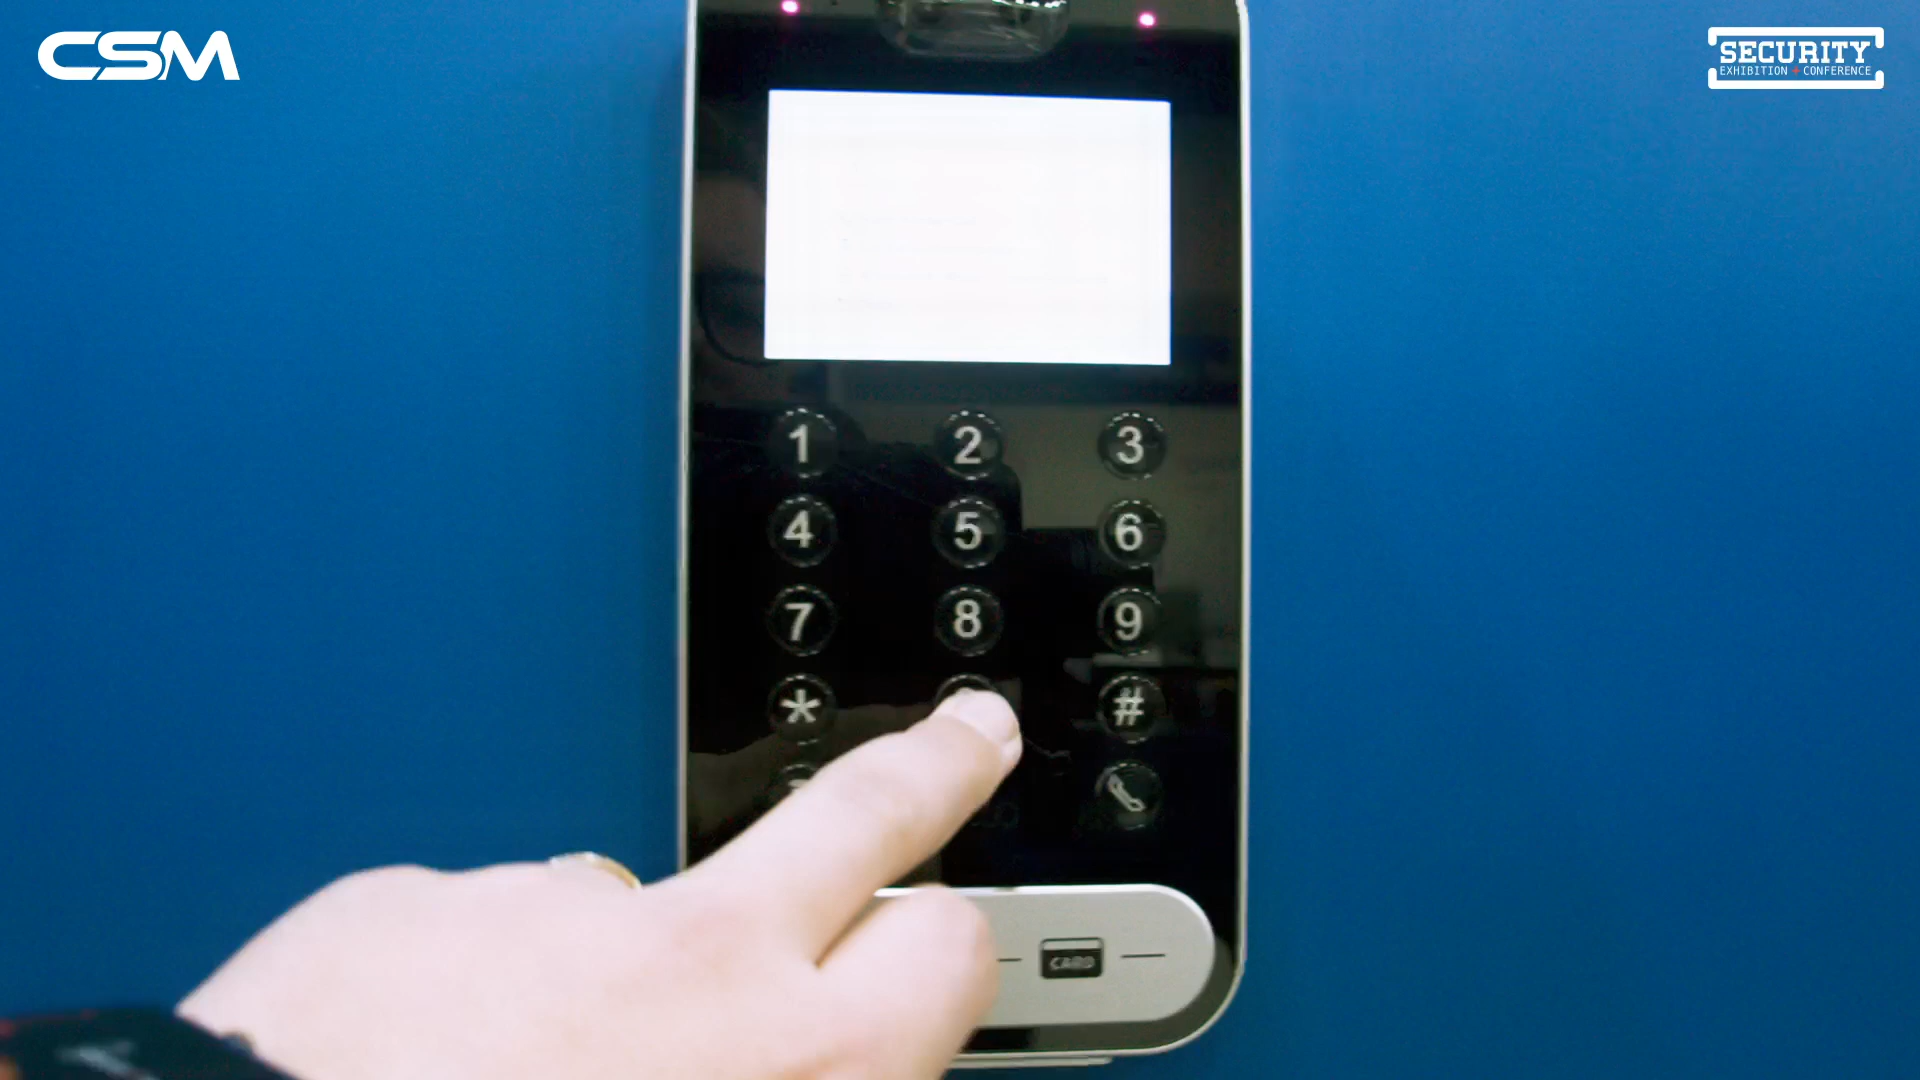 CSM
SECURITY
EXHIBITION + CONFERENCE
1 2 3
4 5 6
7 8 9
* #
CARD